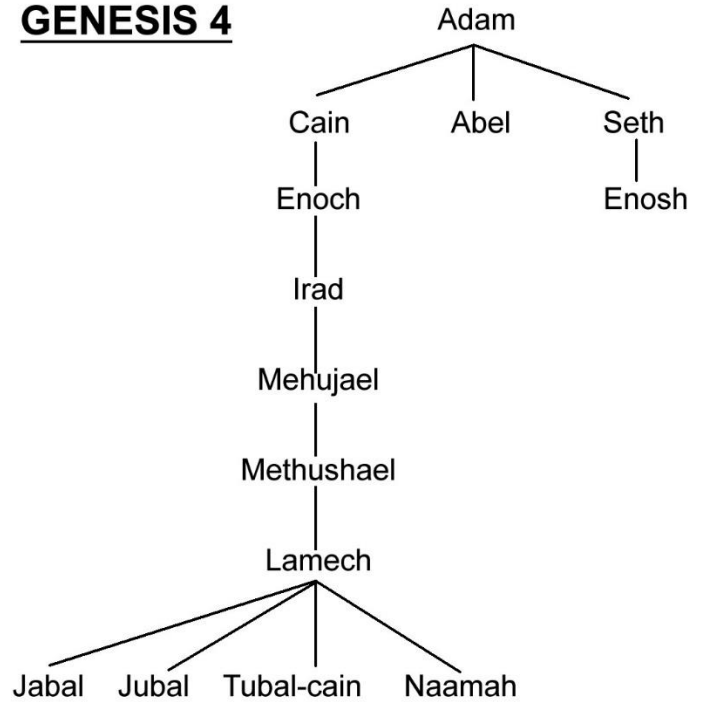 GENESIS 4
Adam
Cain Abel Seth
Enoch Enosh
Irad
Mehujael
Methushael
Lamech
Jabal Jubal Tubal-cain Naamah